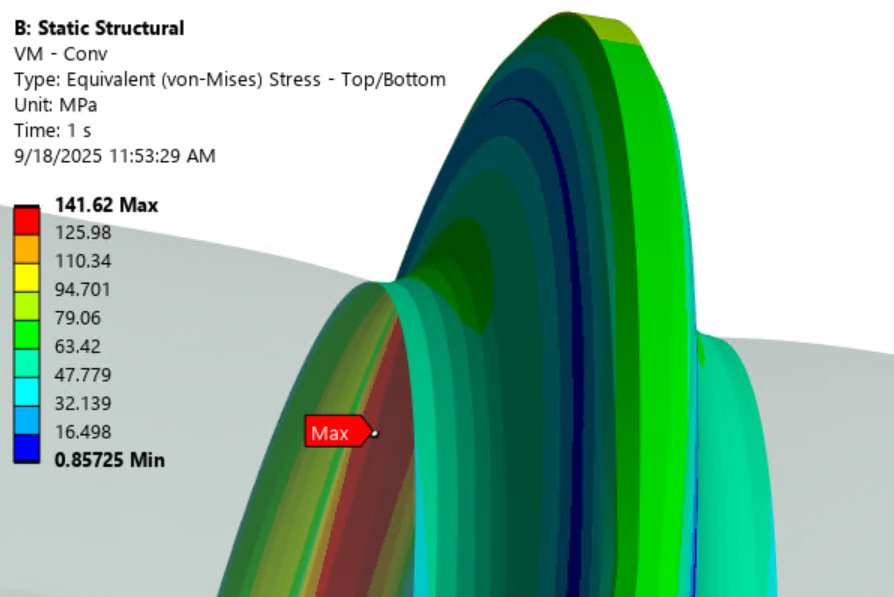 B: Static Structural
VM - Conv
Type: Equivalent (von-Mises) Stress - Top/Bottom
Unit: MPa
Time: 1 s
9/18/2025 11:53:29 AM
141.62 Max
125.98
110.34
94.701
79.06
63.42
47.779
32.139
16.498
0.85725 Min
Max